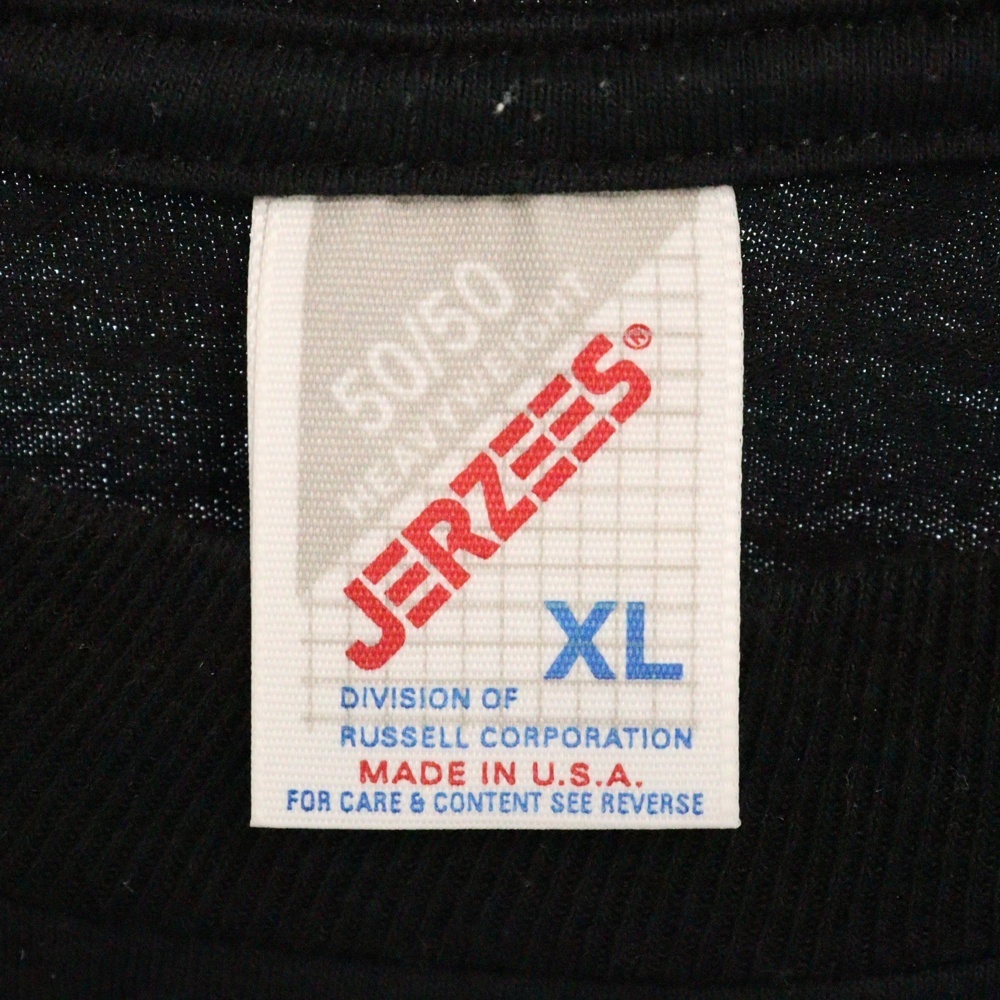 50/50
HEAVYWEIGHT
JERZEES®
XL
DIVISION OF
RUSSELL CORPORATION
MADE IN U.S.A.
FOR CARE & CONTENT SEE REVERSE